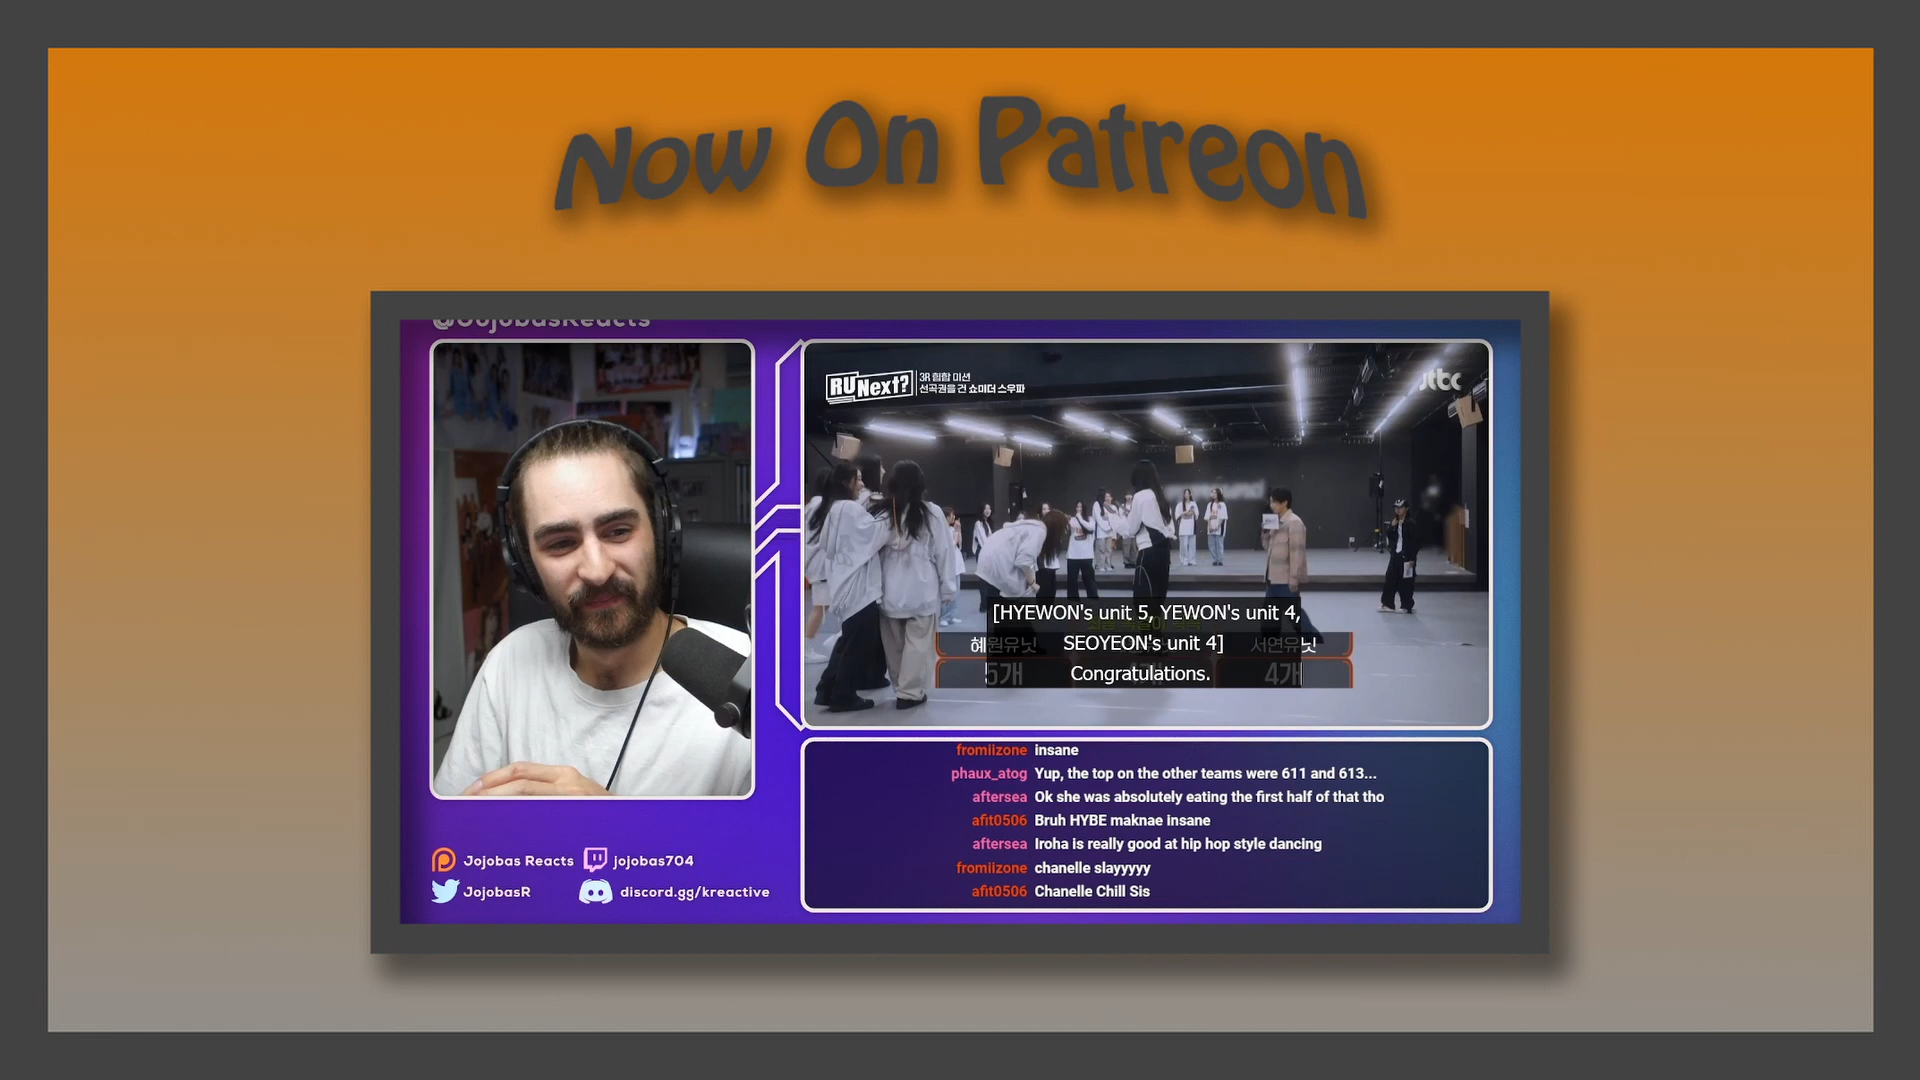 Now On Patreon
@JojobasReacts
RUNext?
3R 힙합 미션
선곡권을 건 쇼미더 스우파
jtbc
[HYEWON's unit 5, YEWON's unit 4,
혜원유닛 SEOYEON's unit 4] 서연유닛
5개 Congratulations. 4개
fromiizone insane
phaux_atog Yup, the top on the other teams were 611 and 613...
aftersea Ok she was absolutely eating the first half of that tho
afit0506 Bruh HYBE maknae insane
aftersea Iroha is really good at hip hop style dancing
fromiizone chanelle slayyyyy
afit0506 Chanelle Chill Sis
Jojobas Reacts jojobas704
JojobasR discord.gg/kreactive